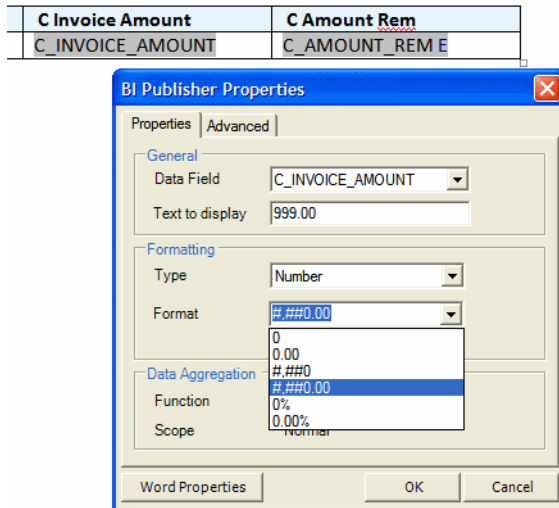 C Invoice Amount C Amount Rem
C_INVOICE_AMOUNT C_AMOUNT_REM E
BI Publisher Properties
Properties Advanced
General
Data Field C_INVOICE_AMOUNT
Text to display 999.00
Formatting
Type Number
Format #,##0.00
0
0.00
#,##0
Data Aggregation #,##0.00
Function 0%
0.00%
Scope Normal
Word Properties OK Cancel